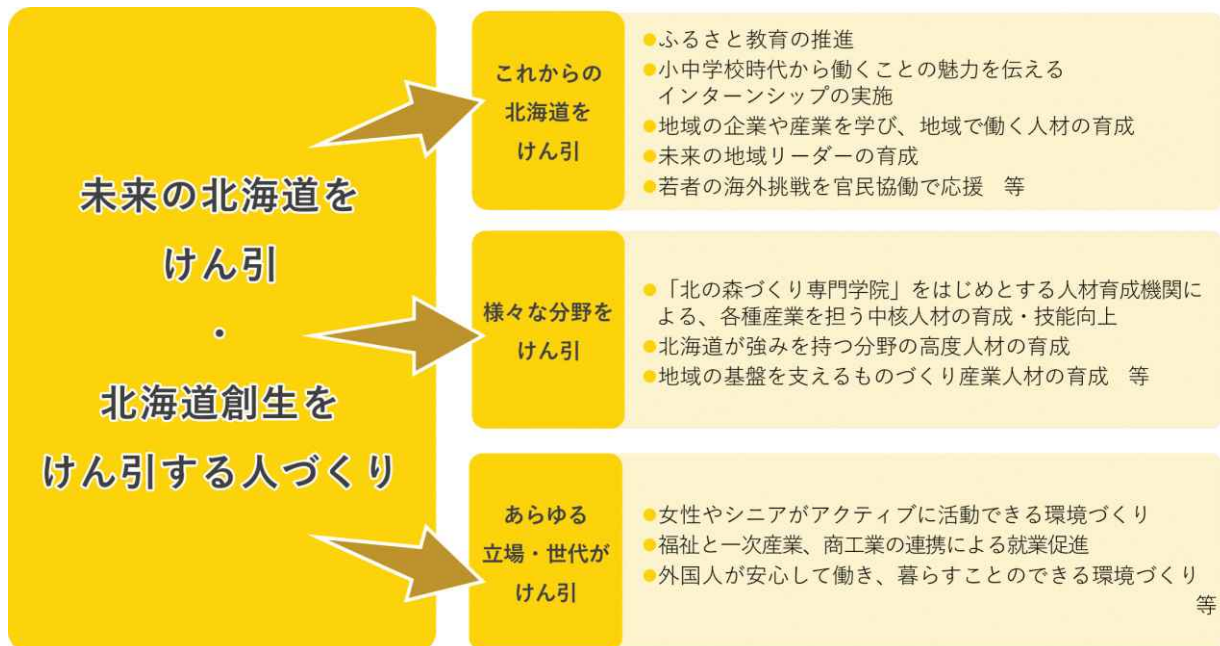 未来の北海道を
けん引
・
北海道創生を
けん引する人づくり
これからの
北海道を
けん引
●ふるさと教育の推進
●小中学校時代から働くことの魅力を伝える
インターンシップの実施
●地域の企業や産業を学び、地域で働く人材の育成
●未来の地域リーダーの育成
●若者の海外挑戦を官民協働で応援　等
様々な分野を
けん引
●「北の森づくり専門学院」をはじめとする人材育成機関に
よる、各種産業を担う中核人材の育成・技能向上
●北海道が強みを持つ分野の高度人材の育成
●地域の基盤を支えるものづくり産業人材の育成　等
あらゆる
立場・世代が
けん引
●女性やシニアがアクティブに活動できる環境づくり
●福祉と一次産業、商工業の連携による就業促進
●外国人が安心して働き、暮らすことのできる環境づくり
等